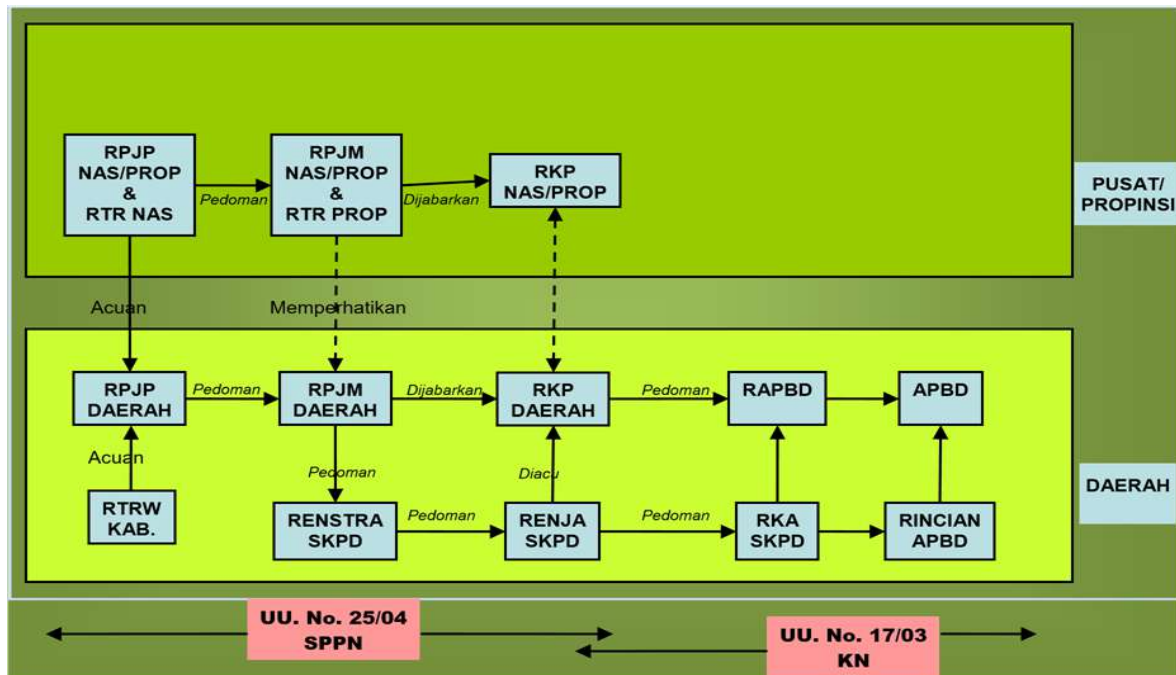 RPJP
NAS/PROP
&
RTR NAS
Pedoman
RPJM
NAS/PROP
&
RTR PROP
Dijabarkan
RKP
NAS/PROP
PUSAT/
PROPINSI
Acuan
Memperhatikan
RPJP
DAERAH
Pedoman
RPJM
DAERAH
Dijabarkan
RKP
DAERAH
Pedoman
RAPBD
APBD
Acuan
Pedoman
Diacu
DAERAH
RTRW
KAB.
RENSTRA
SKPD
Pedoman
RENJA
SKPD
Pedoman
RKA
SKPD
RINCIAN
APBD
UU. No. 25/04
SPPN
UU. No. 17/03
KN